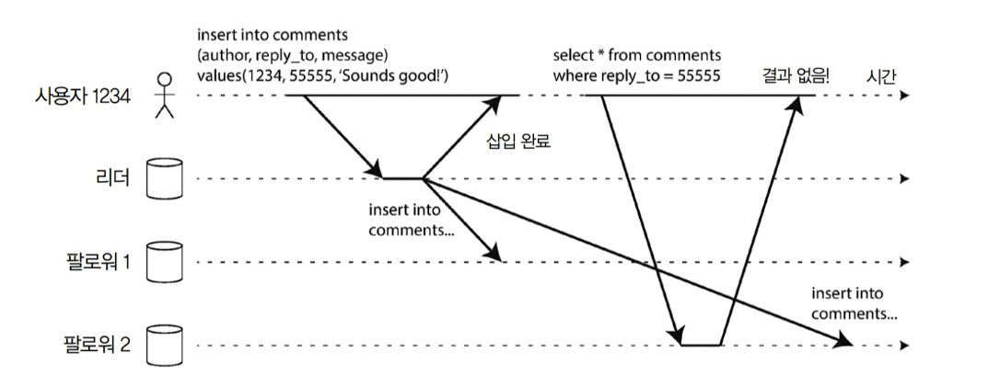 insert into comments
(author, reply_to, message)
values(1234, 55555, ‘Sounds good!’)
select * from comments
where reply_to = 55555
결과 없음!
시간
사용자 1234
삽입 완료
리더
insert into
comments...
팔로워 1
insert into
comments...
팔로워 2